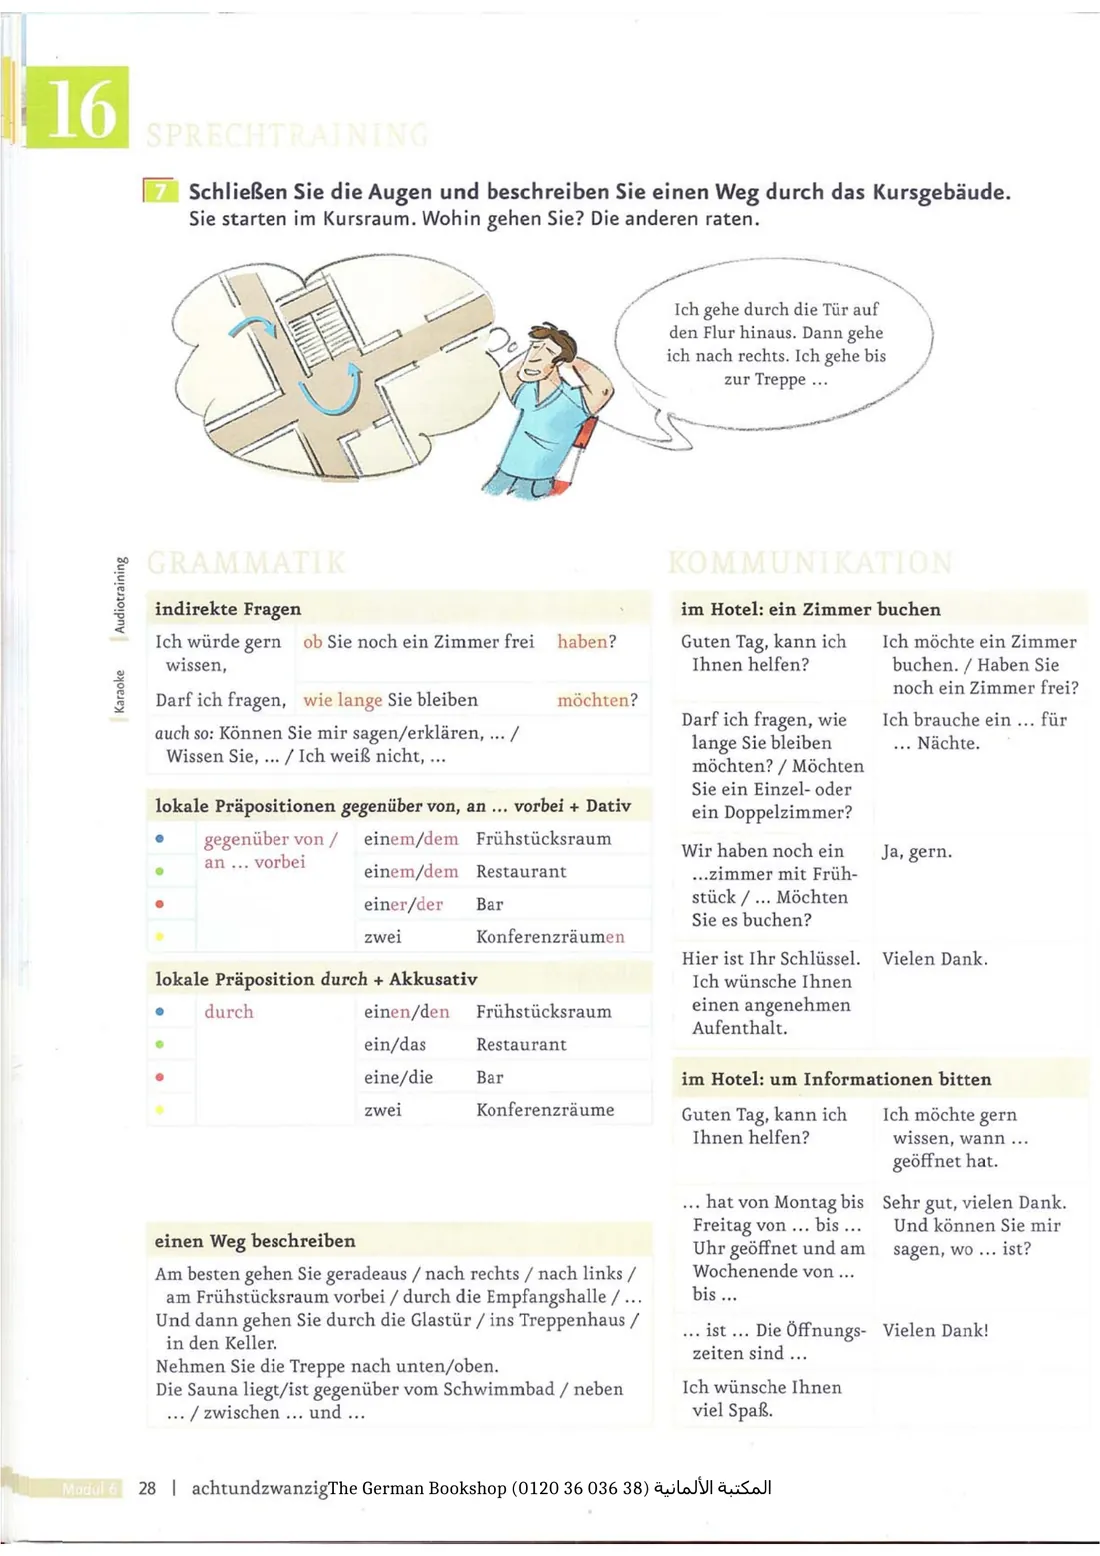 16
SPRECHTRAINING
7 Schließen Sie die Augen und beschreiben Sie einen Weg durch das Kursgebäude.
Sie starten im Kursraum. Wohin gehen Sie? Die anderen raten.
Ich gehe durch die Tür auf
den Flur hinaus. Dann gehe
ich nach rechts. Ich gehe bis
zur Treppe ...
Audiotraining
Karaoke
GRAMMATIK
indirekte Fragen
Ich würde gern ob Sie noch ein Zimmer frei haben?
wissen,
Darf ich fragen, wie lange Sie bleiben möchten?
auch so: Können Sie mir sagen/erklären, ... /
Wissen Sie, ... / Ich weiß nicht, ...
lokale Präpositionen gegenüber von, an ... vorbei + Dativ
gegenüber von / einem/dem Frühstücksraum
an ... vorbei
einem/dem Restaurant
einer/der Bar
zwei Konferenzräumen
lokale Präposition durch + Akkusativ
durch einen/den Frühstücksraum
ein/das Restaurant
eine/die Bar
zwei Konferenzräume
einen Weg beschreiben
Am besten gehen Sie geradeaus / nach rechts / nach links /
am Frühstücksraum vorbei / durch die Empfangshalle / ...
Und dann gehen Sie durch die Glastür / ins Treppenhaus /
in den Keller.
Nehmen Sie die Treppe nach unten/oben.
Die Sauna liegt/ist gegenüber vom Schwimmbad / neben
... / zwischen ... und ...
KOMMUNIKATION
im Hotel: ein Zimmer buchen
Guten Tag, kann ich
Ihnen helfen?
Ich möchte ein Zimmer
buchen. / Haben Sie
noch ein Zimmer frei?
Darf ich fragen, wie
lange Sie bleiben
möchten? / Möchten
Sie ein Einzel- oder
ein Doppelzimmer?
Ich brauche ein ... für
... Nächte.
Wir haben noch ein
...zimmer mit Früh-
stück / ... Möchten
Sie es buchen?
Ja, gern.
Hier ist Ihr Schlüssel.
Ich wünsche Ihnen
einen angenehmen
Aufenthalt.
Vielen Dank.
im Hotel: um Informationen bitten
Guten Tag, kann ich
Ihnen helfen?
Ich möchte gern
wissen, wann ...
geöffnet hat.
... hat von Montag bis
Freitag von ... bis ...
Uhr geöffnet und am
Wochenende von ...
bis ...
Sehr gut, vielen Dank.
Und können Sie mir
sagen, wo ... ist?
... ist ... Die Öffnungs-
zeiten sind ...
Vielen Dank!
Ich wünsche Ihnen
viel Spaß.
Modul 6 28 | achtundzwanzigThe German Bookshop (0120 36 036 38) المكتبة الألمانية